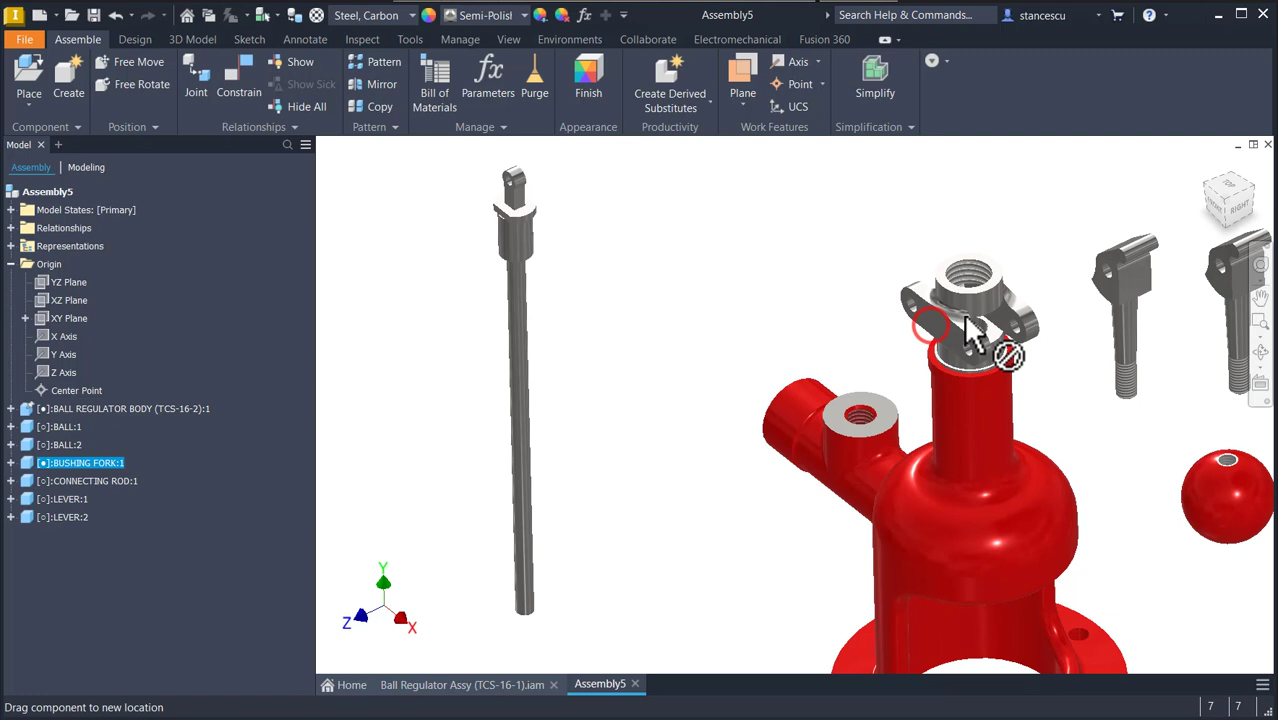 Steel, Carbon
Semi-Polisl
Assembly5
Search Help & Commands...
stancescu
File
Assemble
Design
3D Model
Sketch
Annotate
Inspect
Tools
Manage
View
Environments
Collaborate
Electromechanical
Fusion 360
Place
Create
Free Move
Free Rotate
Joint
Constrain
Show
Show Sick
Hide All
Pattern
Mirror
Copy
Bill of
Materials
Parameters
Purge
Finish
Create Derived
Substitutes
Plane
Axis
Point
UCS
Simplify
Component
Position
Relationships
Pattern
Manage
Appearance
Productivity
Work Features
Simplification
Model
Assembly
Modeling
Assembly5
Model States: [Primary]
Relationships
Representations
Origin
YZ Plane
XZ Plane
XY Plane
X Axis
Y Axis
Z Axis
Center Point
[●]:BALL REGULATOR BODY (TCS-16-2):1
[○]:BALL:1
[○]:BALL:2
[●]:BUSHING FORK:1
[○]:CONNECTING ROD:1
[○]:LEVER:1
[○]:LEVER:2
TOP
FRONT
RIGHT
Y
Z
X
Home
Ball Regulator Assy (TCS-16-1).iam
Assembly5
Drag component to new location
7
7